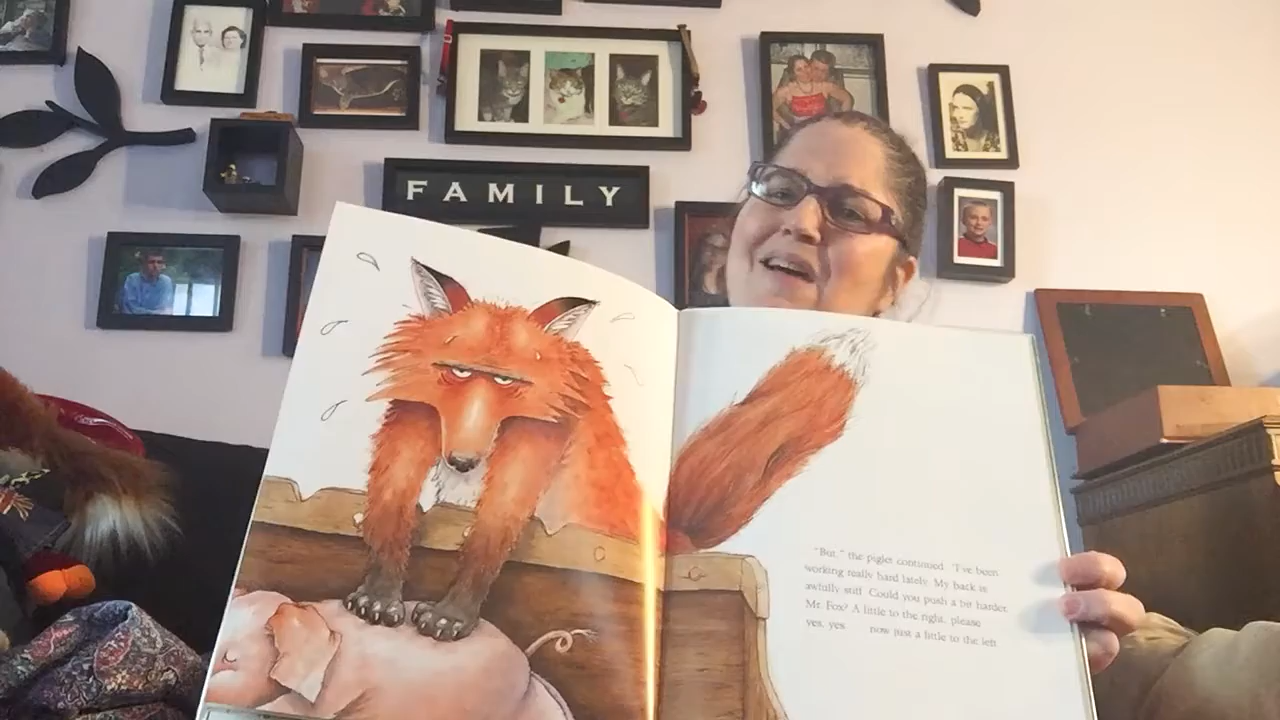 FAMILY
"But," the piglet continued. "I've been
working really hard lately. My back is
awfully stiff. Could you push a bit harder,
Mr. Fox? A little to the right, please . . .
yes, yes . . . now just a little to the left